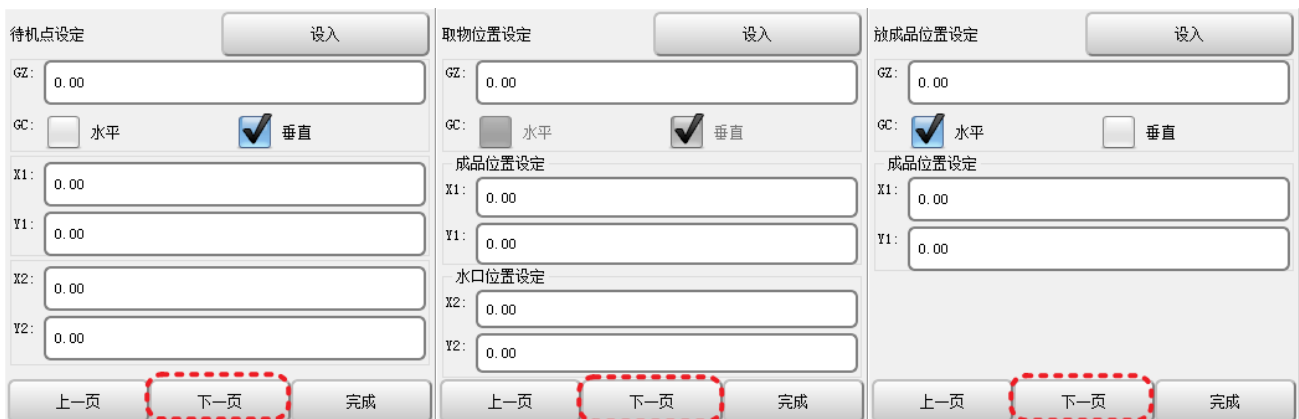 待机点设定
设入
GZ:
0.00
GC:
水平
垂直
X1:
0.00
Y1:
0.00
X2:
0.00
Y2:
0.00
上一页
下一页
完成
取物位置设定
设入
GZ:
0.00
GC:
水平
垂直
成品位置设定
X1:
0.00
Y1:
0.00
水口位置设定
X2:
0.00
Y2:
0.00
上一页
下一页
完成
放成品位置设定
设入
GZ:
0.00
GC:
水平
垂直
成品位置设定
X1:
0.00
Y1:
0.00
上一页
下一页
完成